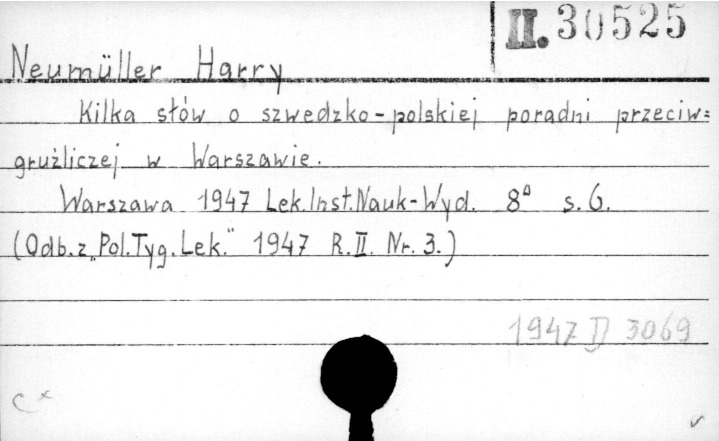 II. 30525
Neumüller Harry
Kilka słów o szwedzko-polskiej poradni przeciw=
gruźliczej w Warszawie.
Warszawa 1947 Lek.Inst.Nauk-Wyd. 8° s. 6.
(Odb. z „Pol.Tyg.Lek." 1947 R.II. Nr. 3.)
1947 D 3069
c x